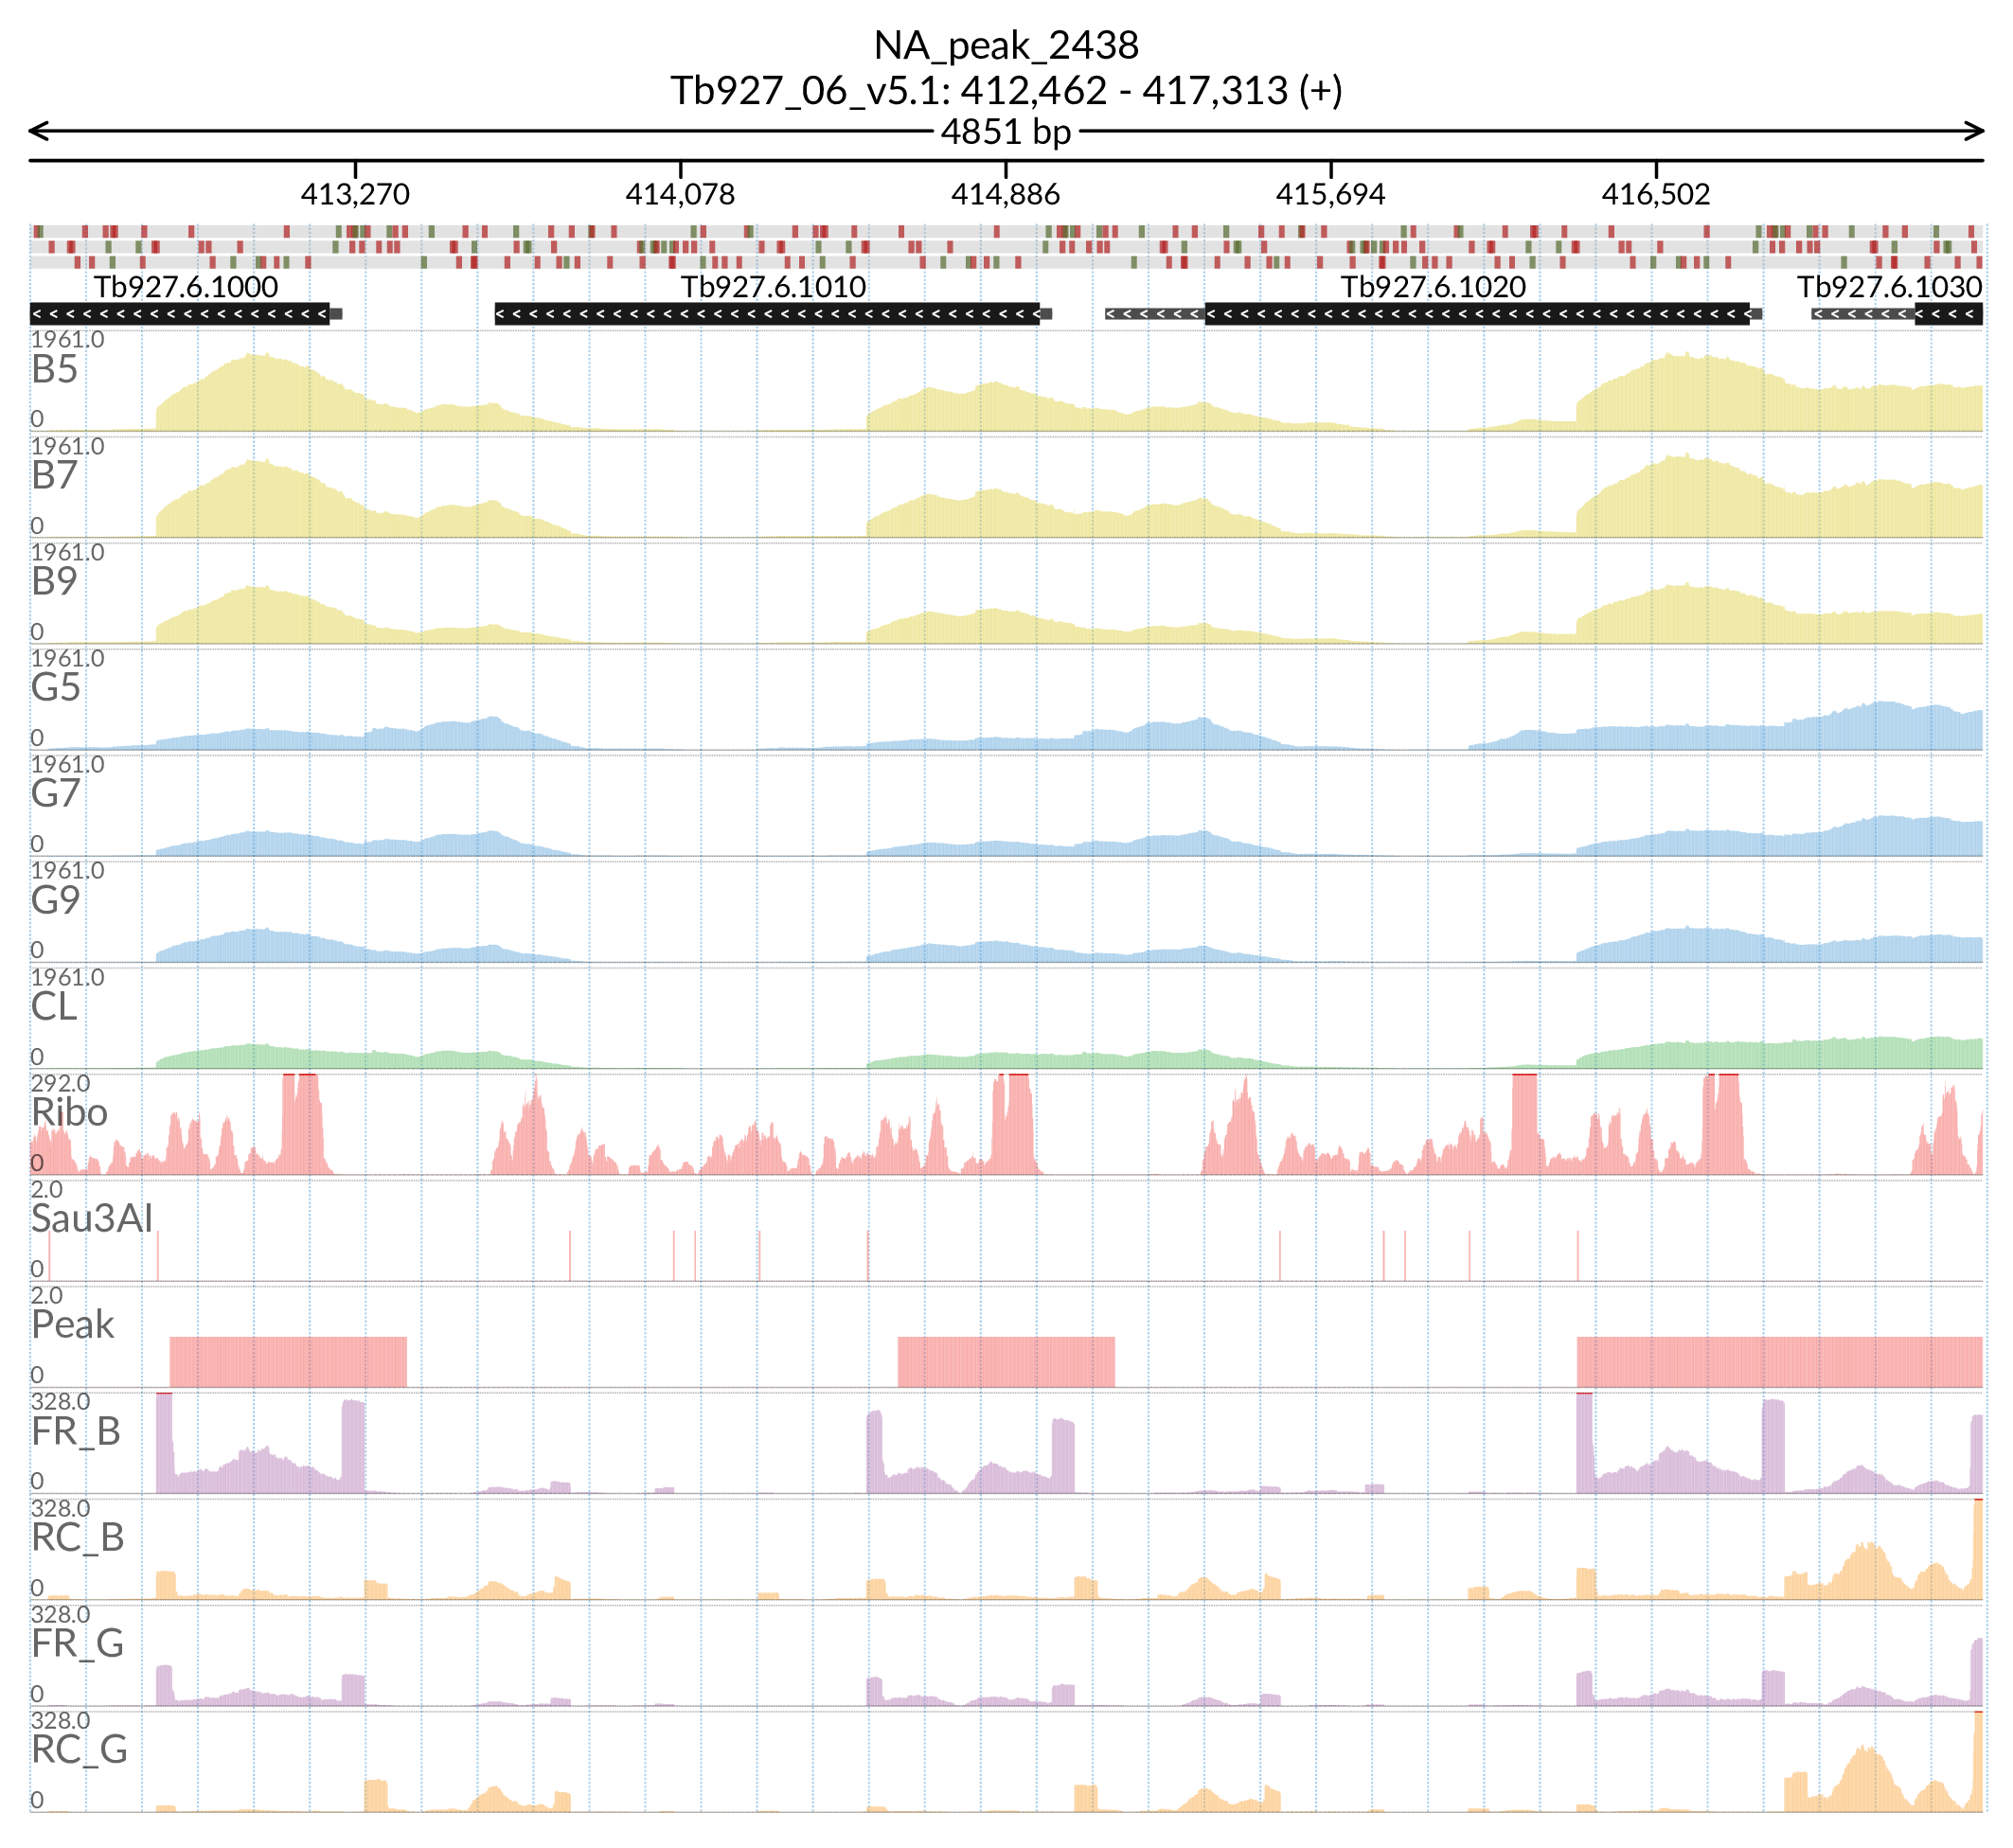 NA_peak_2438
Tb927_06_v5.1: 412,462 - 417,313 (+)
4851 bp
413,270 414,078 414,886 415,694 416,502
Tb927.6.1000 Tb927.6.1010 Tb927.6.1020 Tb927.6.1030
1961.0
B5
0
1961.0
B7
0
1961.0
B9
0
1961.0
G5
0
1961.0
G7
0
1961.0
G9
0
1961.0
CL
0
292.0
Ribo
0
2.0
Sau3AI
0
2.0
Peak
0
328.0
FR_B
0
328.0
RC_B
0
328.0
FR_G
0
328.0
RC_G
0